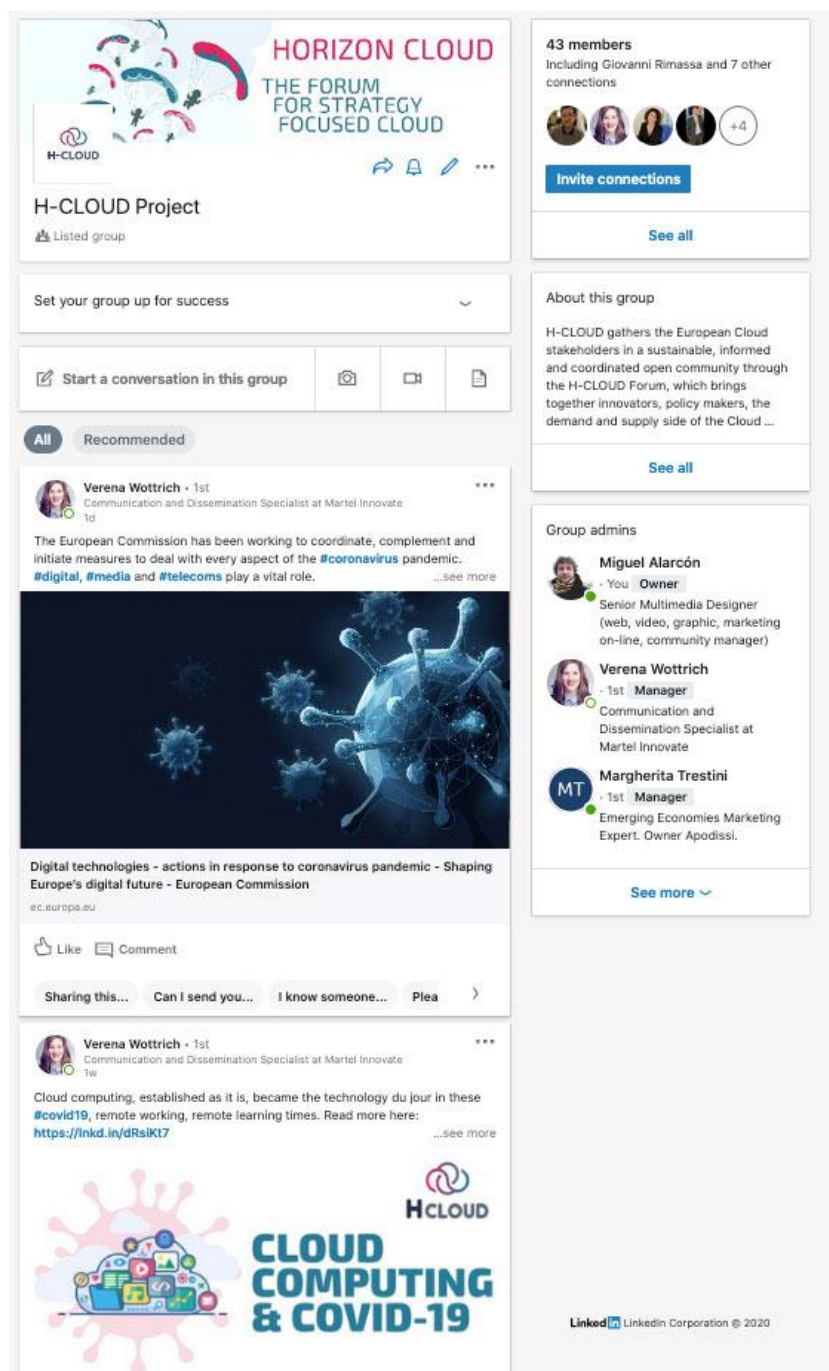 HORIZON CLOUD
THE FORUM
FOR STRATEGY
FOCUSED CLOUD
H-CLOUD
H-CLOUD Project
Listed group
Set your group up for success
Start a conversation in this group
All
Recommended
Verena Wottrich • 1st
Communication and Dissemination Specialist at Martel Innovate
1d
The European Commission has been working to coordinate, complement and
initiate measures to deal with every aspect of the #coronavirus pandemic.
#digital, #media and #telecoms play a vital role.
...see more
Digital technologies - actions in response to coronavirus pandemic - Shaping
Europe's digital future - European Commission
ec.europa.eu
Like
Comment
Sharing this...
Can I send you...
I know someone...
Plea
Verena Wottrich • 1st
Communication and Dissemination Specialist at Martel Innovate
1w
Cloud computing, established as it is, became the technology du jour in these
#covid19, remote working, remote learning times. Read more here:
https://lnkd.in/dRsiKt7
...see more
HCLOUD
CLOUD
COMPUTING
& COVID-19
43 members
Including Giovanni Rimassa and 7 other
connections
+4
Invite connections
See all
About this group
H-CLOUD gathers the European Cloud
stakeholders in a sustainable, informed
and coordinated open community through
the H-CLOUD Forum, which brings
together innovators, policy makers, the
demand and supply side of the Cloud ...
See all
Group admins
Miguel Alarcón
· You Owner
Senior Multimedia Designer
(web, video, graphic, marketing
on-line, community manager)
Verena Wottrich
· 1st Manager
Communication and
Dissemination Specialist at
Martel Innovate
MT
Margherita Trestini
· 1st Manager
Emerging Economies Marketing
Expert. Owner Apodissi.
See more
Linked in LinkedIn Corporation © 2020